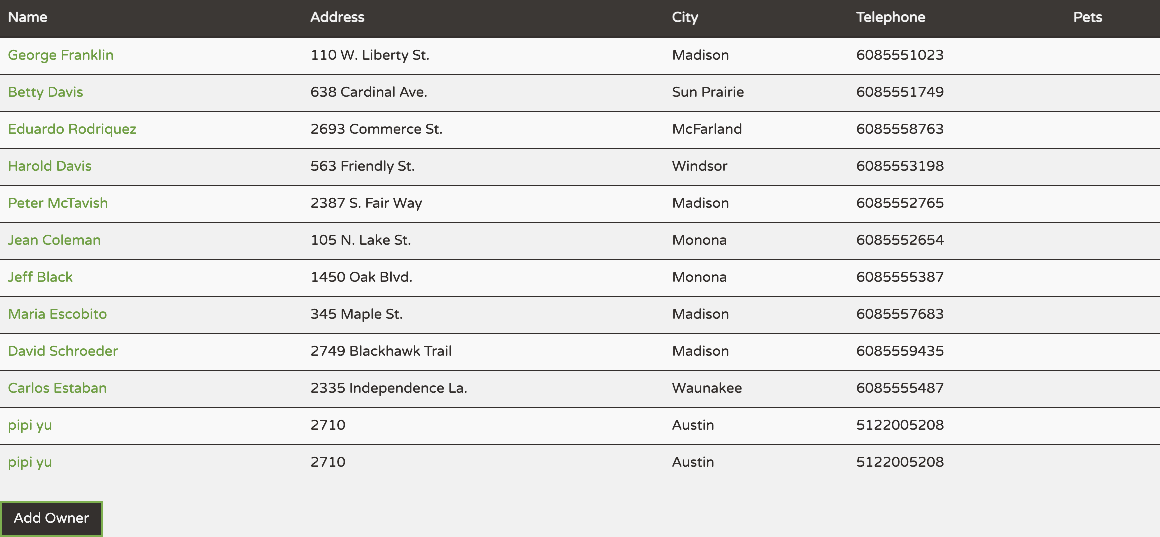 Name Address City Telephone Pets
George Franklin 110 W. Liberty St. Madison 6085551023
Betty Davis 638 Cardinal Ave. Sun Prairie 6085551749
Eduardo Rodriquez 2693 Commerce St. McFarland 6085558763
Harold Davis 563 Friendly St. Windsor 6085553198
Peter McTavish 2387 S. Fair Way Madison 6085552765
Jean Coleman 105 N. Lake St. Monona 6085552654
Jeff Black 1450 Oak Blvd. Monona 6085555387
Maria Escobito 345 Maple St. Madison 6085557683
David Schroeder 2749 Blackhawk Trail Madison 6085559435
Carlos Estaban 2335 Independence La. Waunakee 6085555487
pipi yu 2710 Austin 5122005208
pipi yu 2710 Austin 5122005208
Add Owner